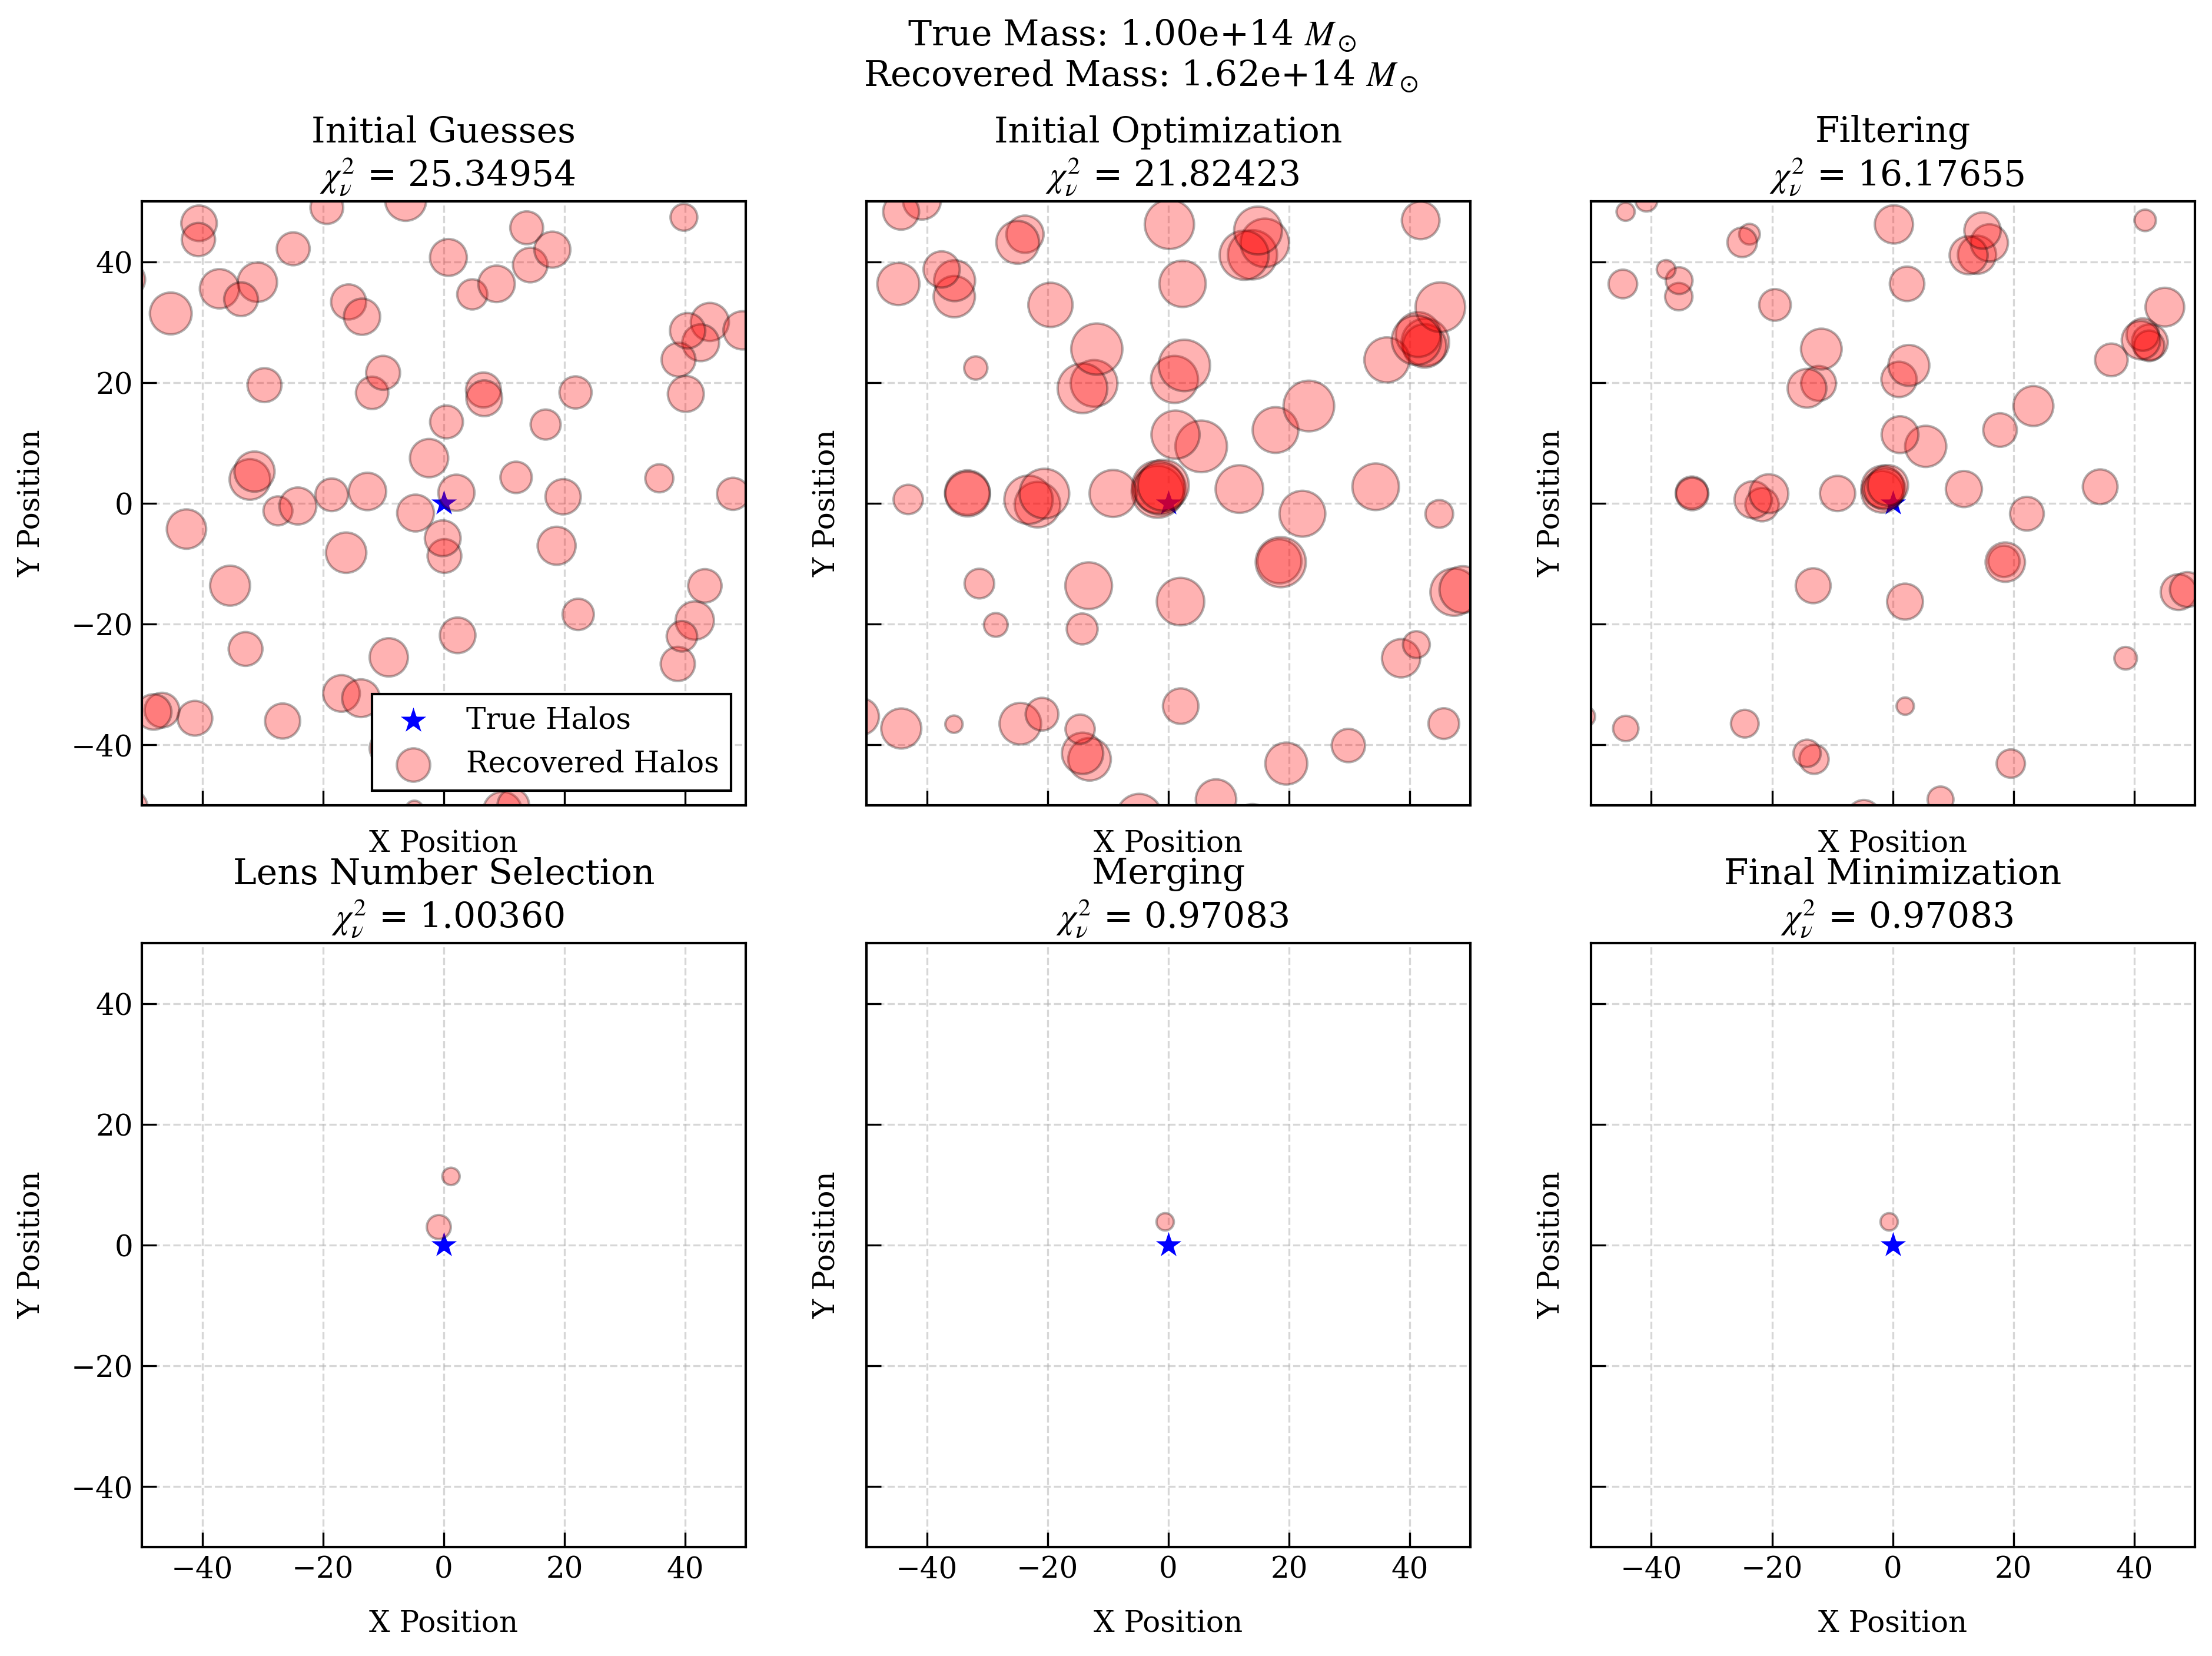 True Mass: 1.00e+14 M⊙
Recovered Mass: 1.62e+14 M⊙
Initial Guesses
χ²ν = 25.34954
Initial Optimization
χ²ν = 21.82423
Filtering
χ²ν = 16.17655
Y Position
40
20
0
−20
−40
True Halos
Recovered Halos
X Position
Y Position
X Position
Y Position
X Position
Lens Number Selection
χ²ν = 1.00360
Merging
χ²ν = 0.97083
Final Minimization
χ²ν = 0.97083
Y Position
40
20
0
−20
−40
−40 −20 0 20 40
X Position
Y Position
−40 −20 0 20 40
X Position
Y Position
−40 −20 0 20 40
X Position